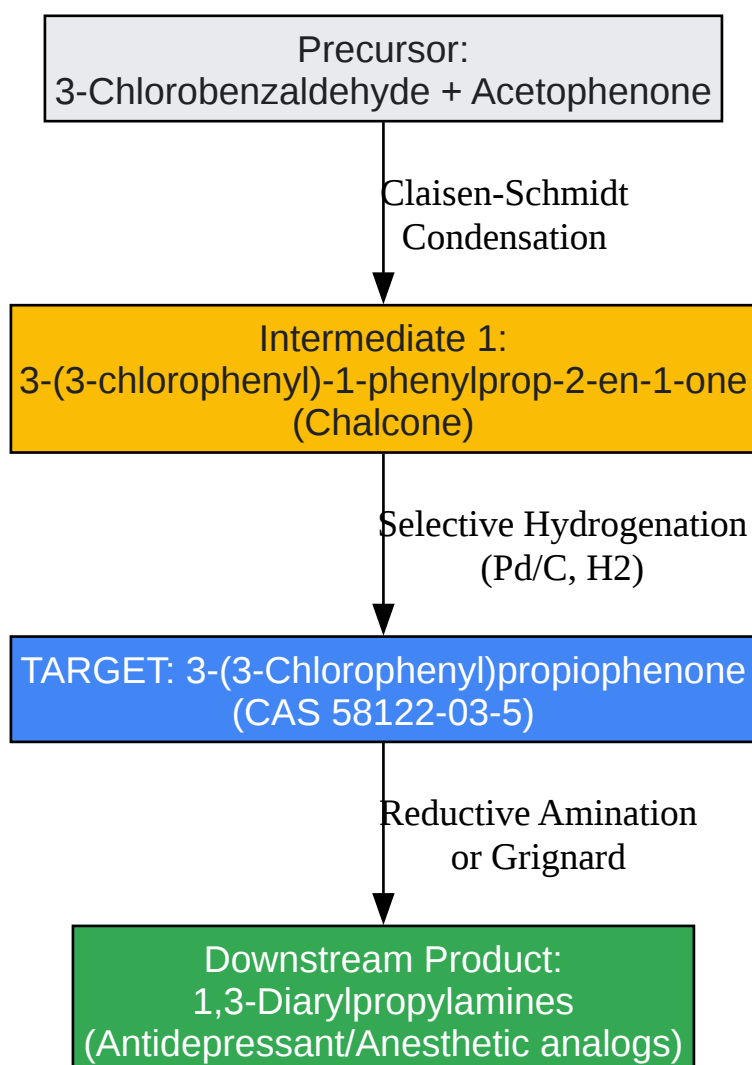 Precursor:
3-Chlorobenzaldehyde + Acetophenone
Claisen-Schmidt
Condensation
Intermediate 1:
3-(3-chlorophenyl)-1-phenylprop-2-en-1-one
(Chalcone)
Selective Hydrogenation
(Pd/C, H2)
TARGET: 3-(3-Chlorophenyl)propiophenone
(CAS 58122-03-5)
Reductive Amination
or Grignard
Downstream Product:
1,3-Diarylpropylamines
(Antidepressant/Anesthetic analogs)